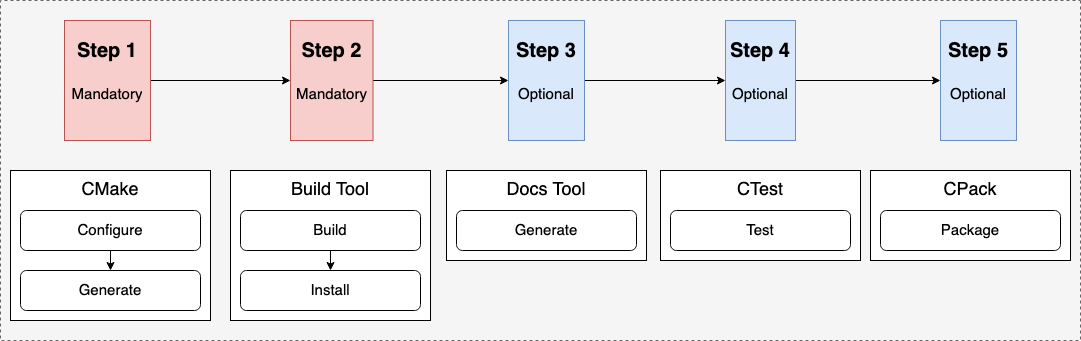 Step 1
Mandatory
Step 2
Mandatory
Step 3
Optional
Step 4
Optional
Step 5
Optional
CMake
Configure
Generate
Build Tool
Build
Install
Docs Tool
Generate
CTest
Test
CPack
Package